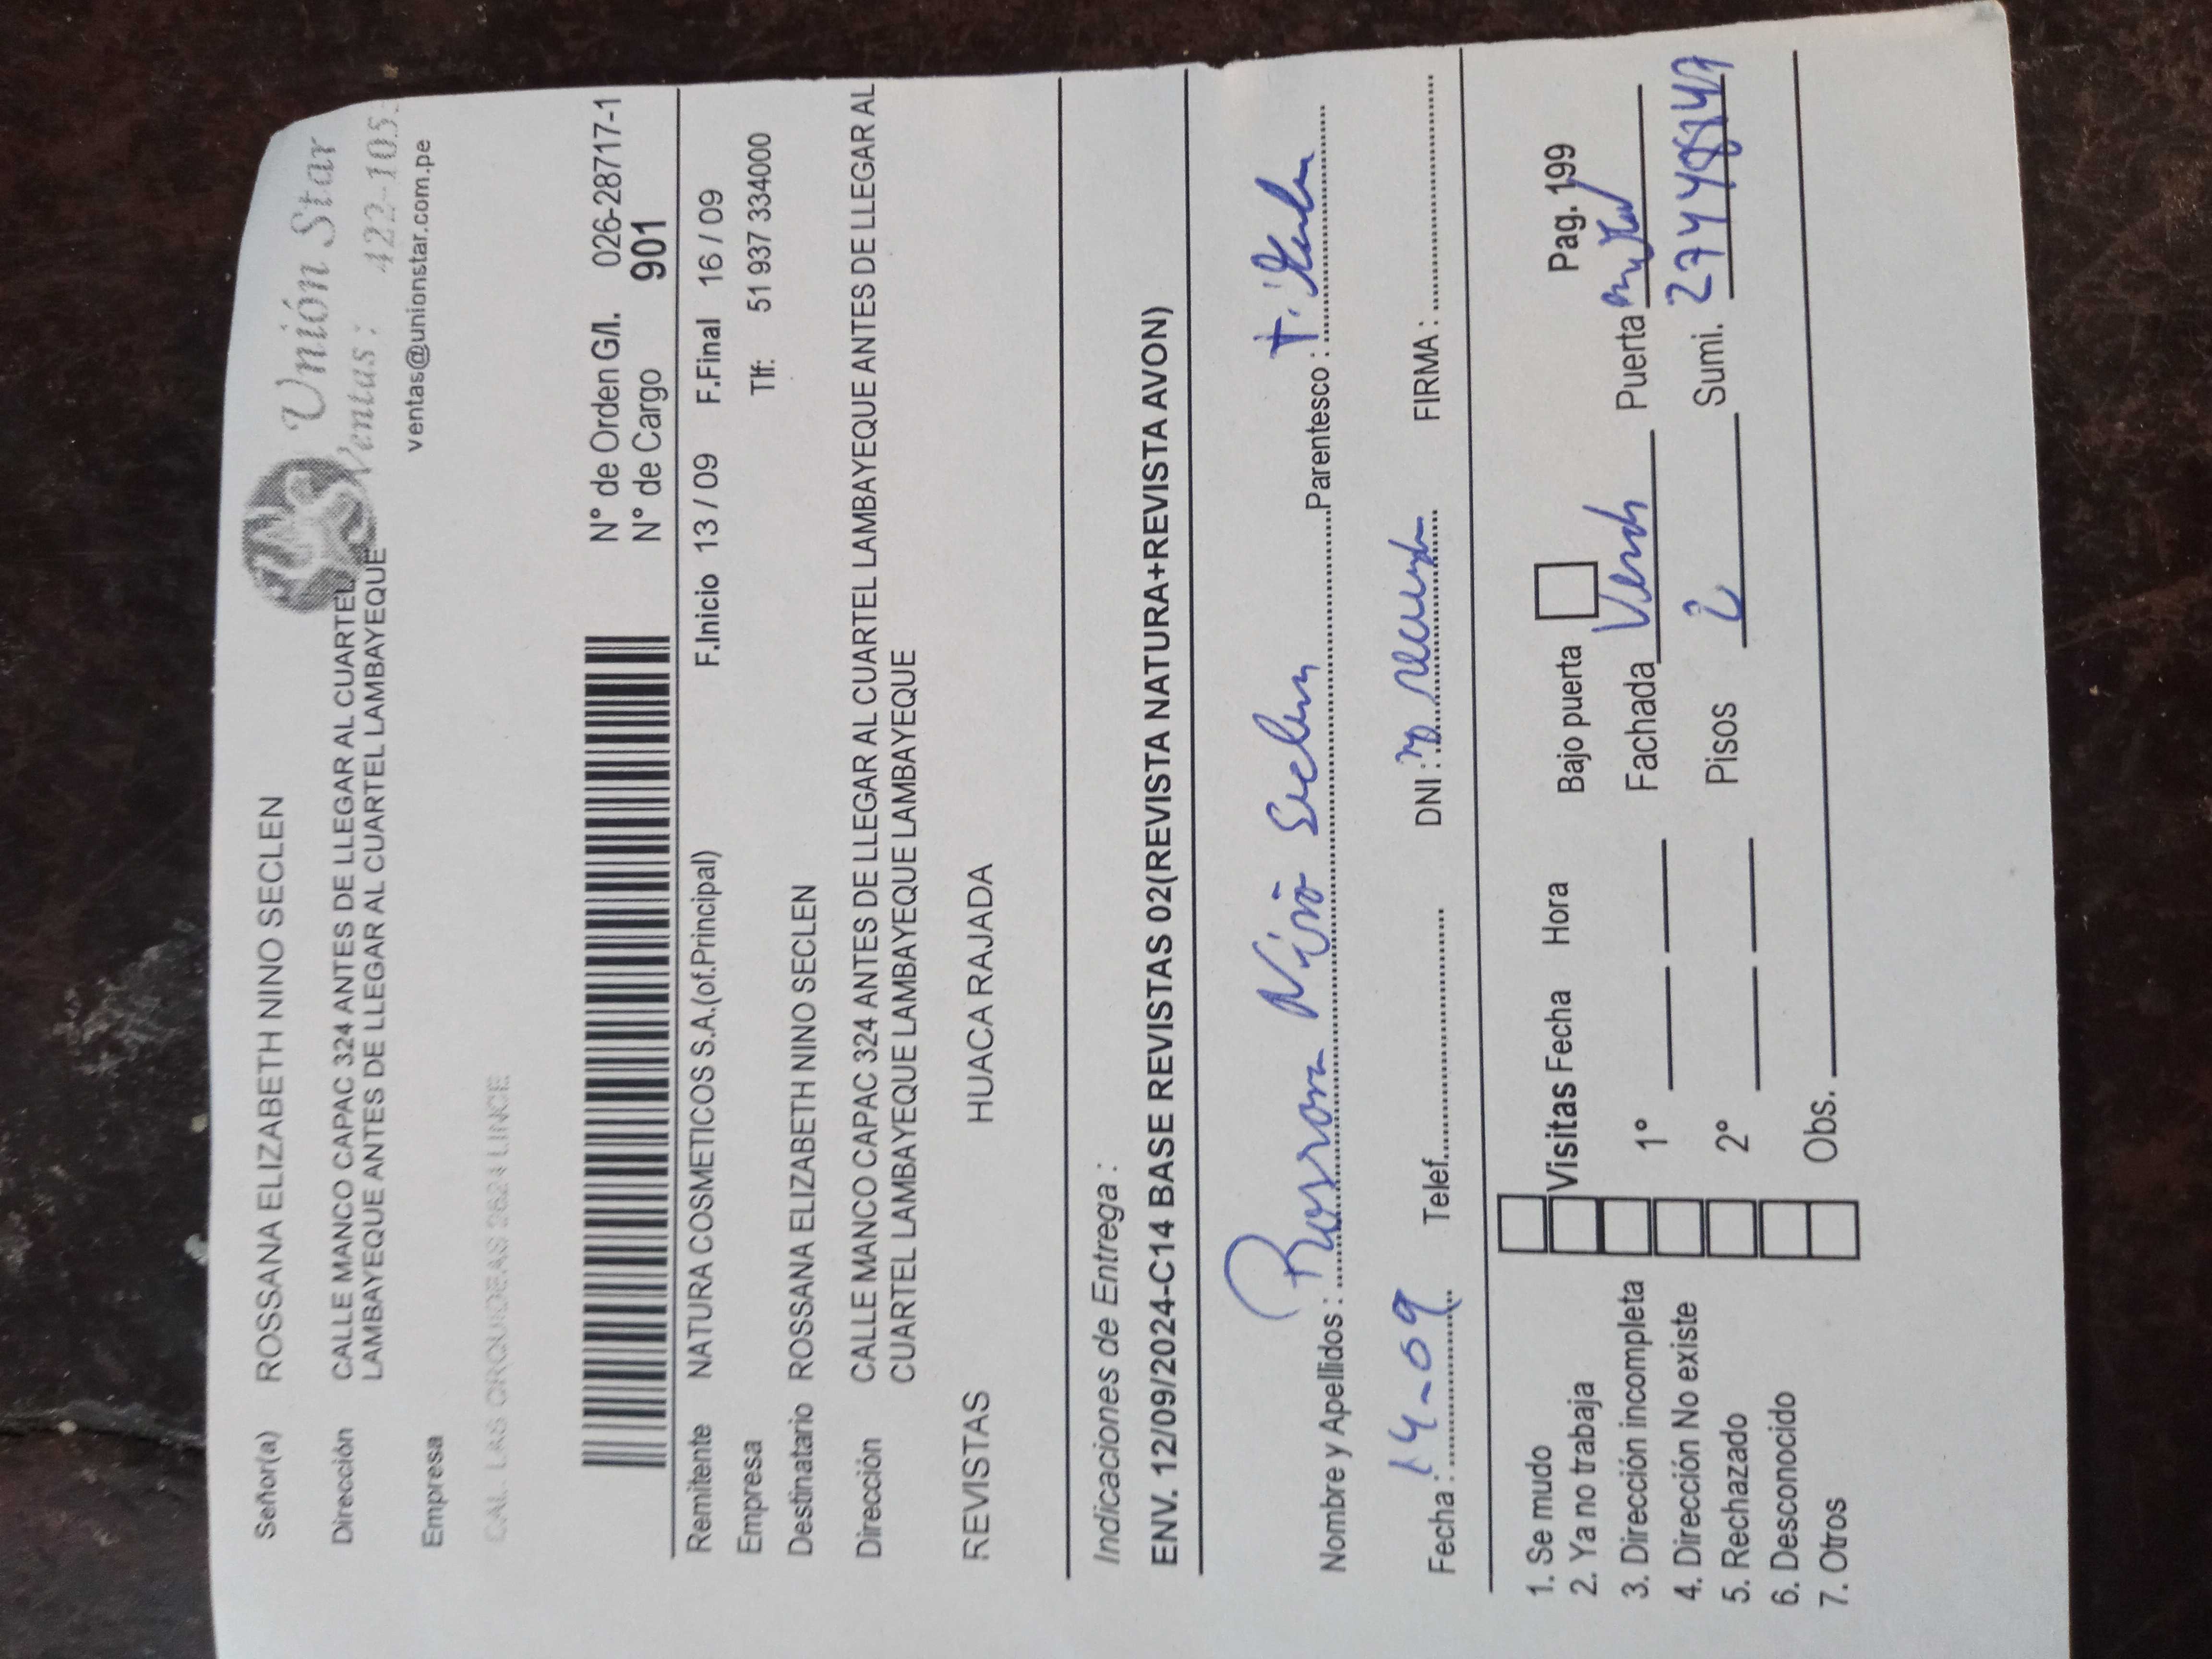 Señor(a) ROSSANA ELIZABETH NINO SECLEN
Unión Star
Dirección CALLE MANCO CAPAC 324 ANTES DE LLEGAR AL CUARTEL
LAMBAYEQUE ANTES DE LLEGAR AL CUARTEL LAMBAYEQUE
Ventas: 422-105
ventas@unionstar.com.pe
Empresa
CAL. LAS ORQUIDEAS 2624 LINCE
N° de Orden G/I. 026-28717-1
N° de Cargo 901
Remitente NATURA COSMETICOS S.A.(of.Principal) F.Inicio 13 / 09 F.Final 16 / 09
Empresa Tlf: 51 937 334000
Destinatario ROSSANA ELIZABETH NINO SECLEN
Dirección CALLE MANCO CAPAC 324 ANTES DE LLEGAR AL CUARTEL LAMBAYEQUE ANTES DE LLEGAR AL
CUARTEL LAMBAYEQUE LAMBAYEQUE LAMBAYEQUE
REVISTAS HUACA RAJADA
Indicaciones de Entrega :
ENV. 12/09/2024-C14 BASE REVISTAS 02(REVISTA NATURA+REVISTA AVON)
Nombre y Apellidos : Rossana Niño Seclen Parentesco :
Fecha : 14-09 Telef. DNI : FIRMA :
1. Se mudo
2. Ya no trabaja Visitas Fecha Hora Bajo puerta Pag. 199
3. Dirección incompleta 1° Fachada Puerta
4. Dirección No existe
5. Rechazado 2° Pisos 2 Sumi.
6. Desconocido
7. Otros Obs.